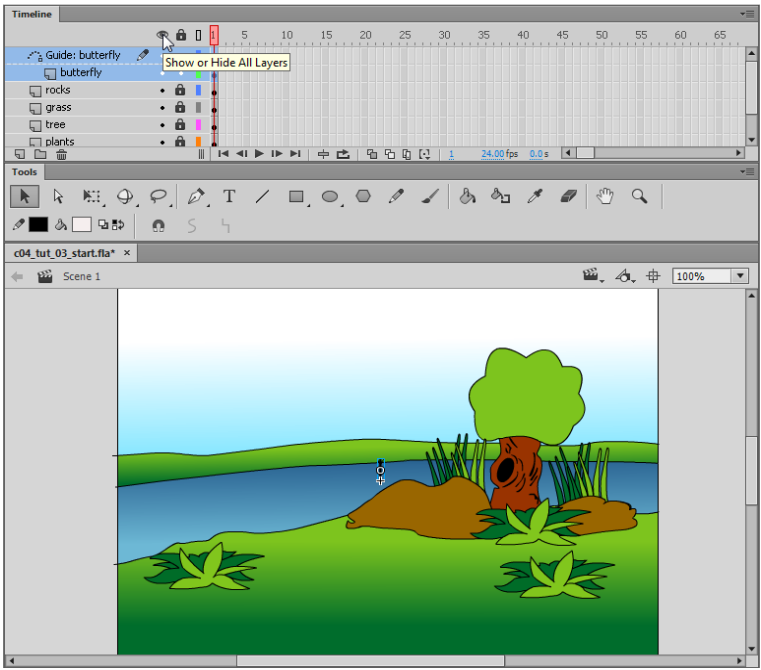 Timeline
1 5 10 15 20 25 30 35 40 45 50 55 60 65
Guide: butterfly
Show or Hide All Layers
butterfly
rocks
grass
tree
plants
1 24.00 fps 0.0 s
Tools
T
c04_tut_03_start.fla* ×
Scene 1
100%